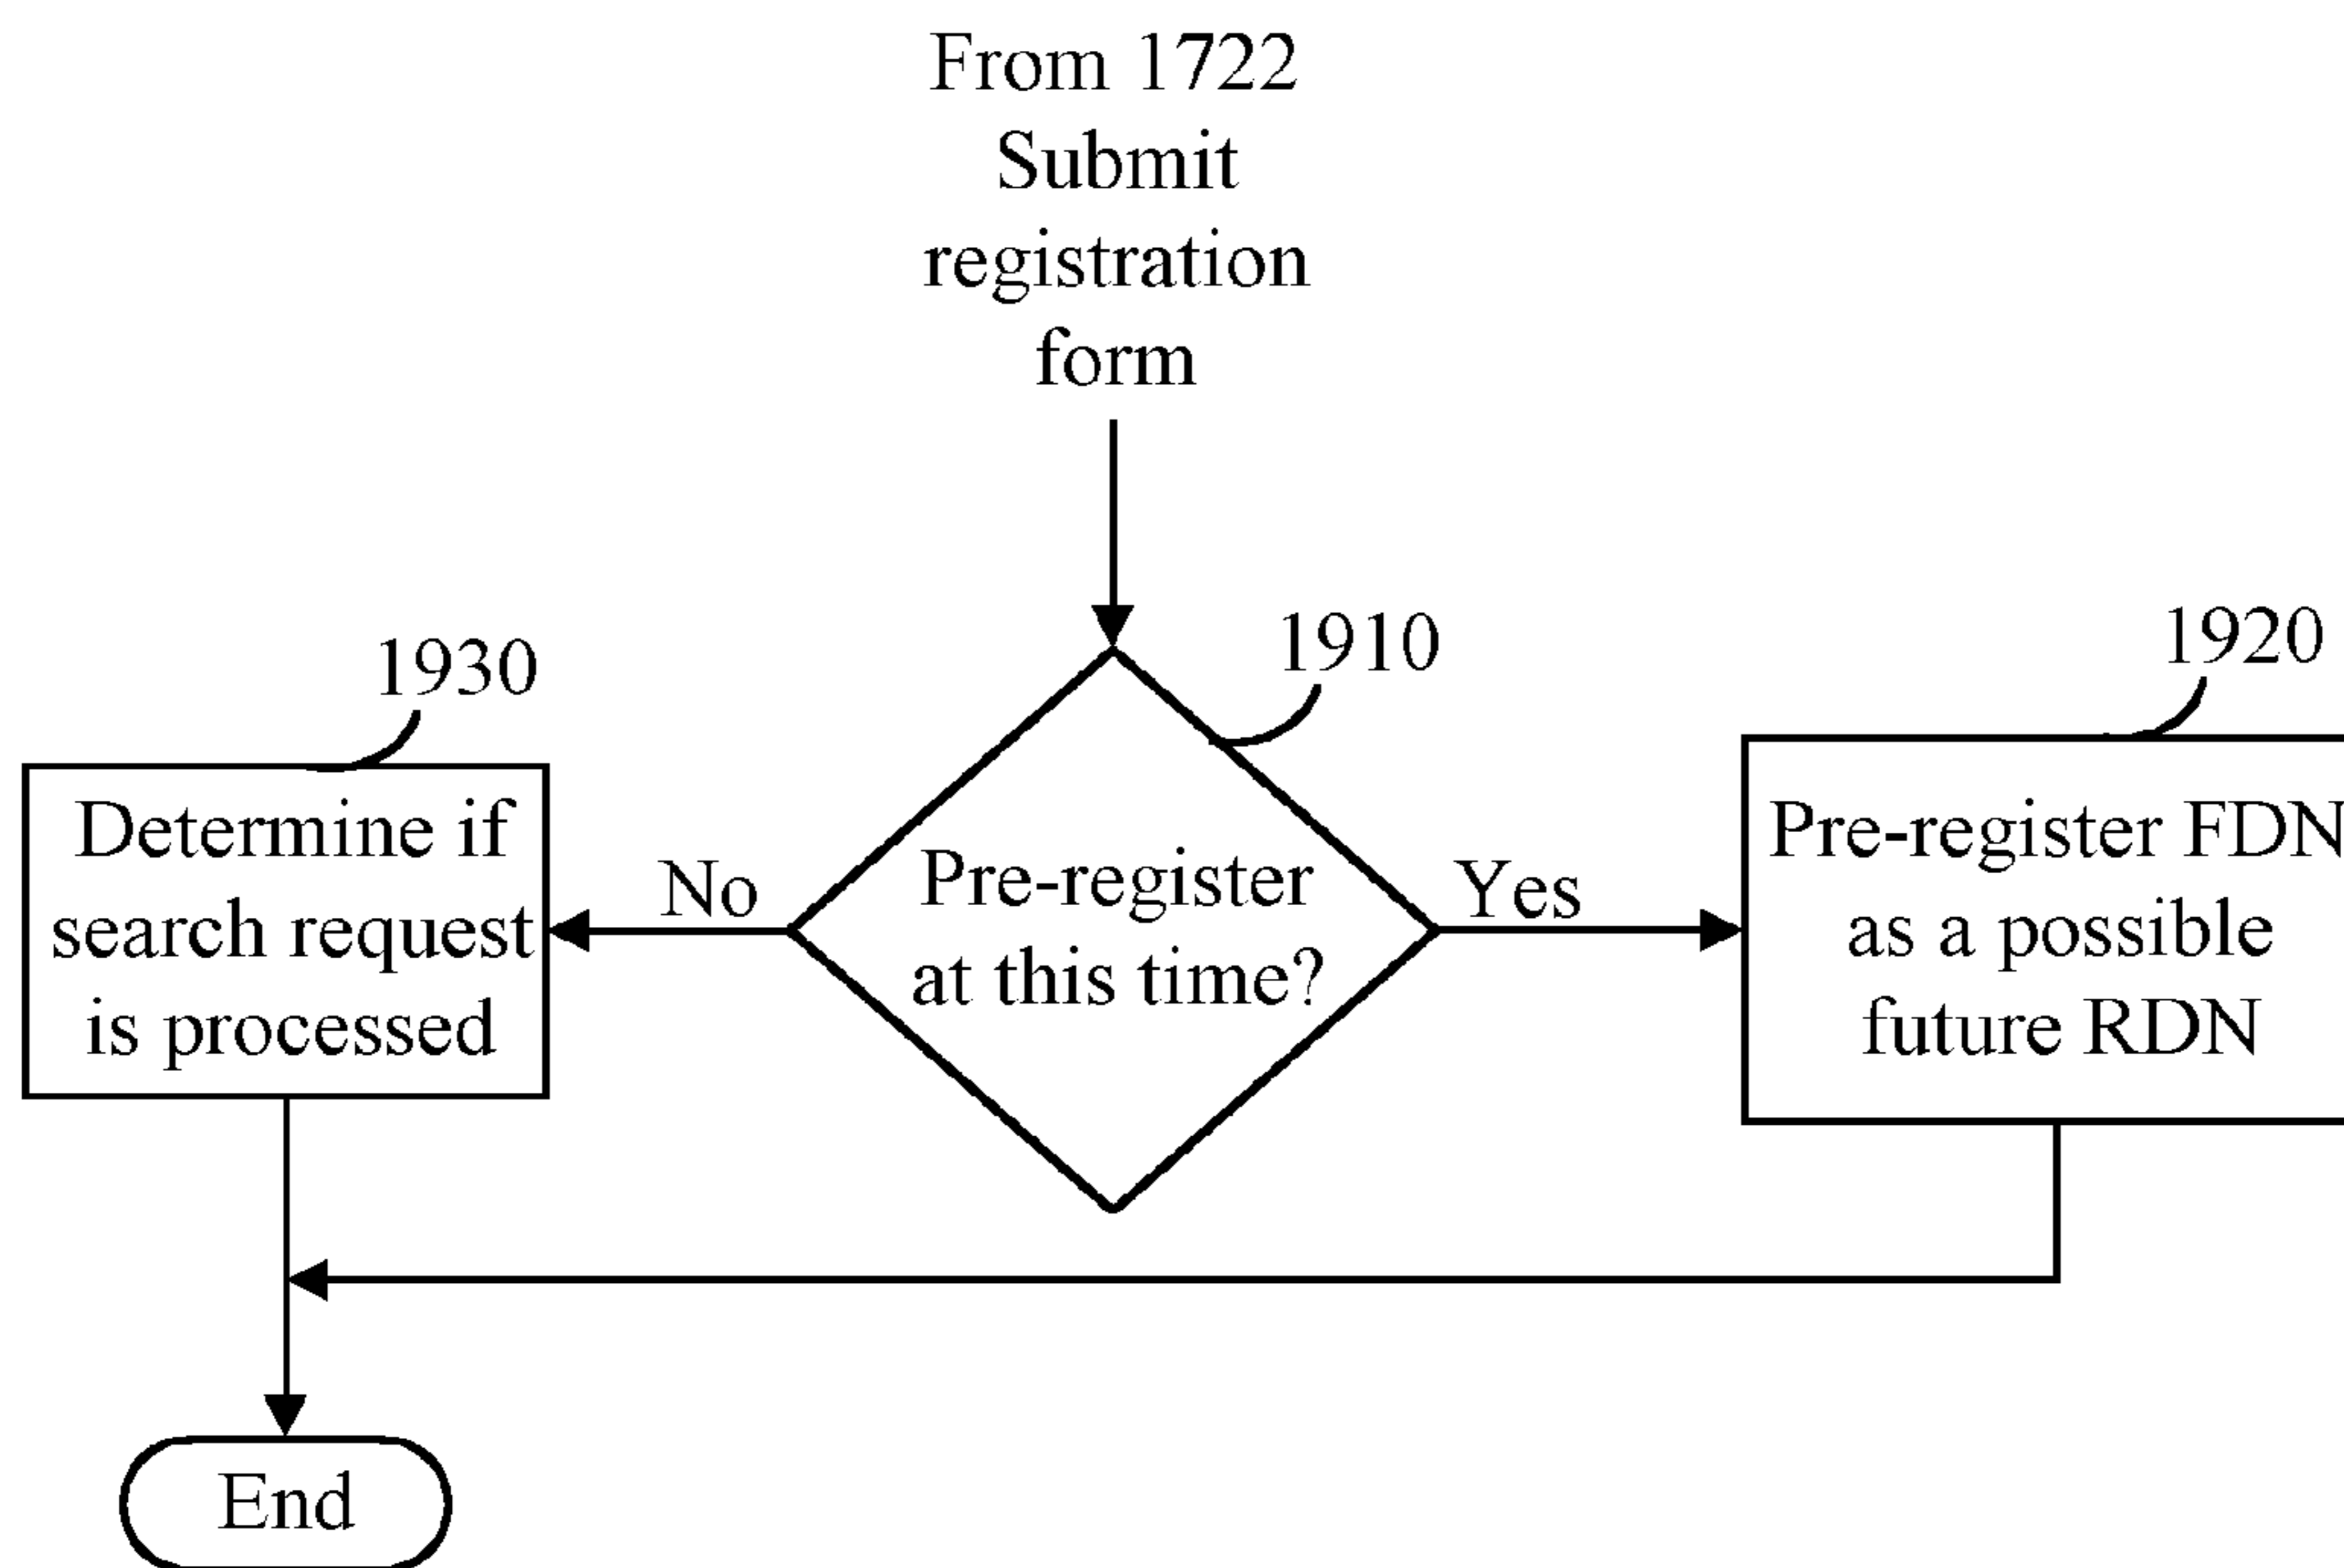 From 1722
Submit
registration
form
1930
1910
1920
Determine if
search request
is processed
No
Pre-register
at this time?
Yes
Pre-register FDN
as a possible
future RDN
End